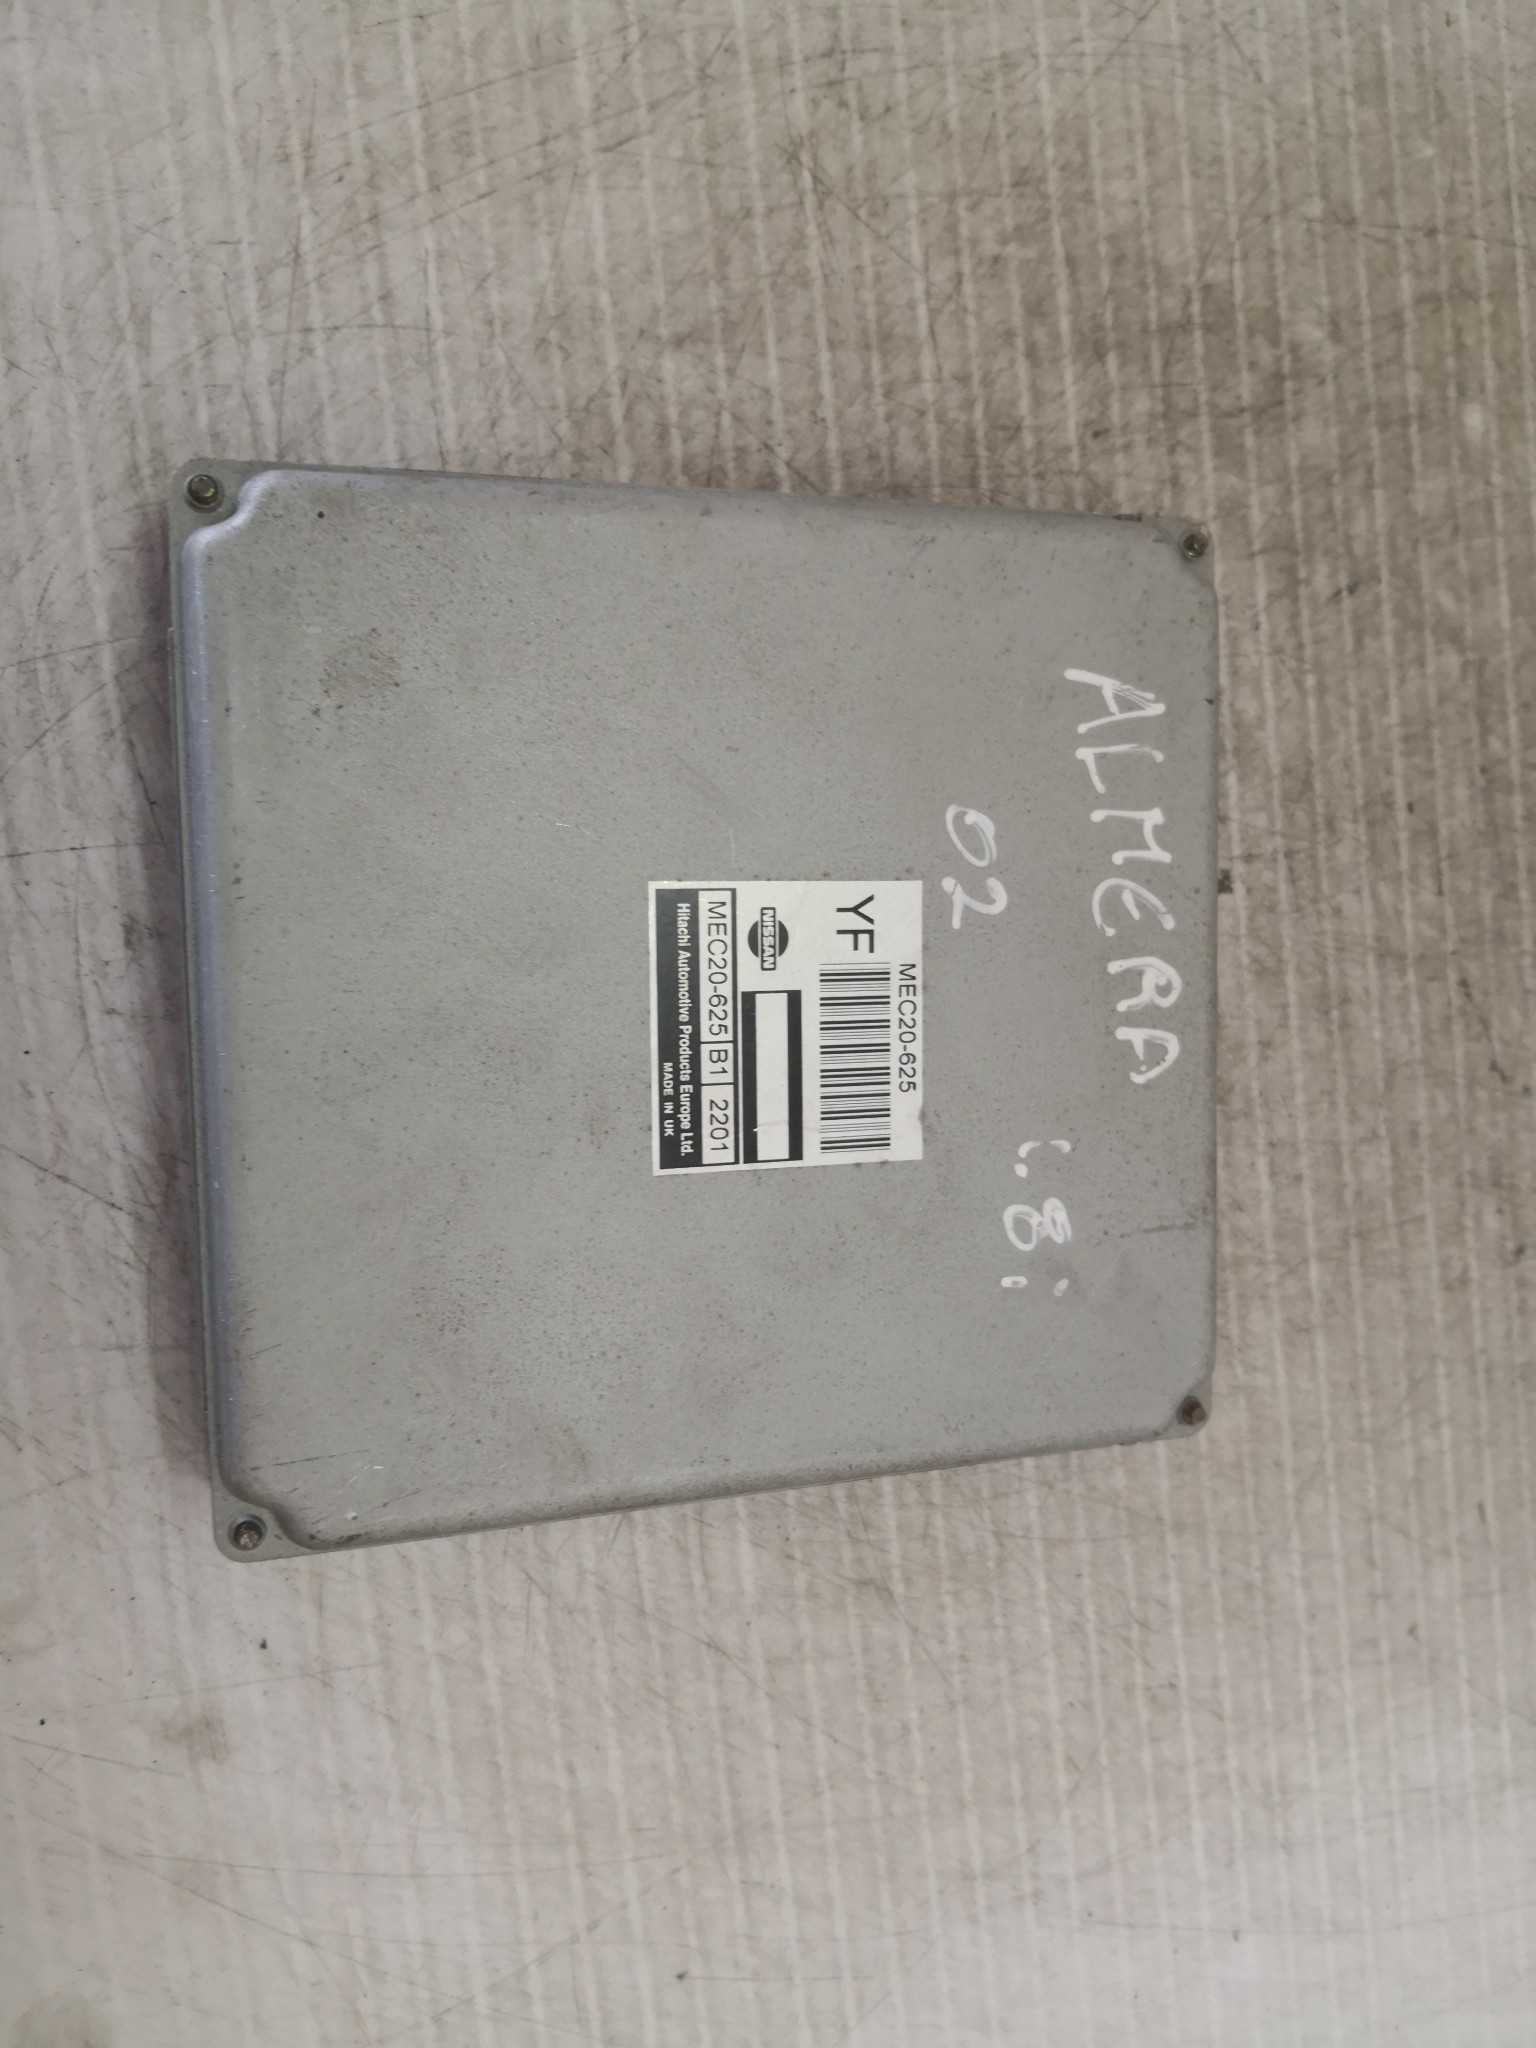 ALMERA 1.8i
02
MEC20-625
YF
NISSAN
MEC20-625 B1 2201
Hitachi Automotive Products Europe Ltd.
MADE IN UK